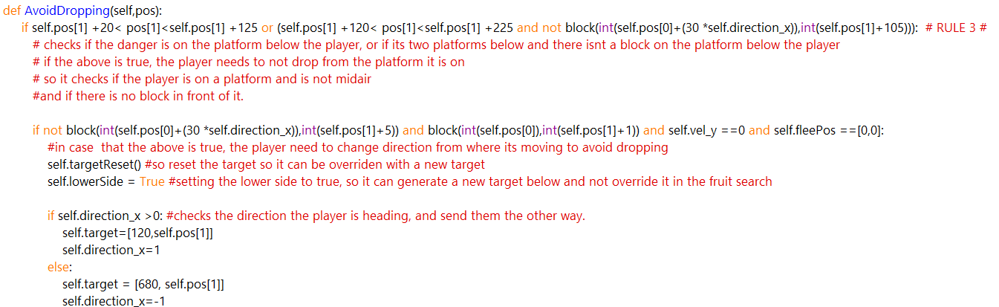 def AvoidDropping(self,pos):
if self.pos[1] +20< pos[1]<self.pos[1] +125 or (self.pos[1] +120< pos[1]<self.pos[1] +225 and not block(int(self.pos[0]+(30 *self.direction_x)),int(self.pos[1]+105))):  # RULE 3 #
# checks if the danger is on the platform below the player, or if its two platforms below and there isnt a block on the platform below the player
# if the above is true, the player needs to not drop from the platform it is on
# so it checks if the player is on a platform and is not midair
#and if there is no block in front of it.
if not block(int(self.pos[0]+(30 *self.direction_x)),int(self.pos[1]+5)) and block(int(self.pos[0]),int(self.pos[1]+1)) and self.vel_y ==0 and self.fleePos ==[0,0]:
#in case  that the above is true, the player need to change direction from where its moving to avoid dropping
self.targetReset() #so reset the target so it can be overriden with a new target
self.lowerSide = True #setting the lower side to true, so it can generate a new target below and not override it in the fruit search
if self.direction_x >0: #checks the direction the player is heading, and send them the other way.
self.target=[120,self.pos[1]]
self.direction_x=1
else:
self.target = [680, self.pos[1]]
self.direction_x=-1